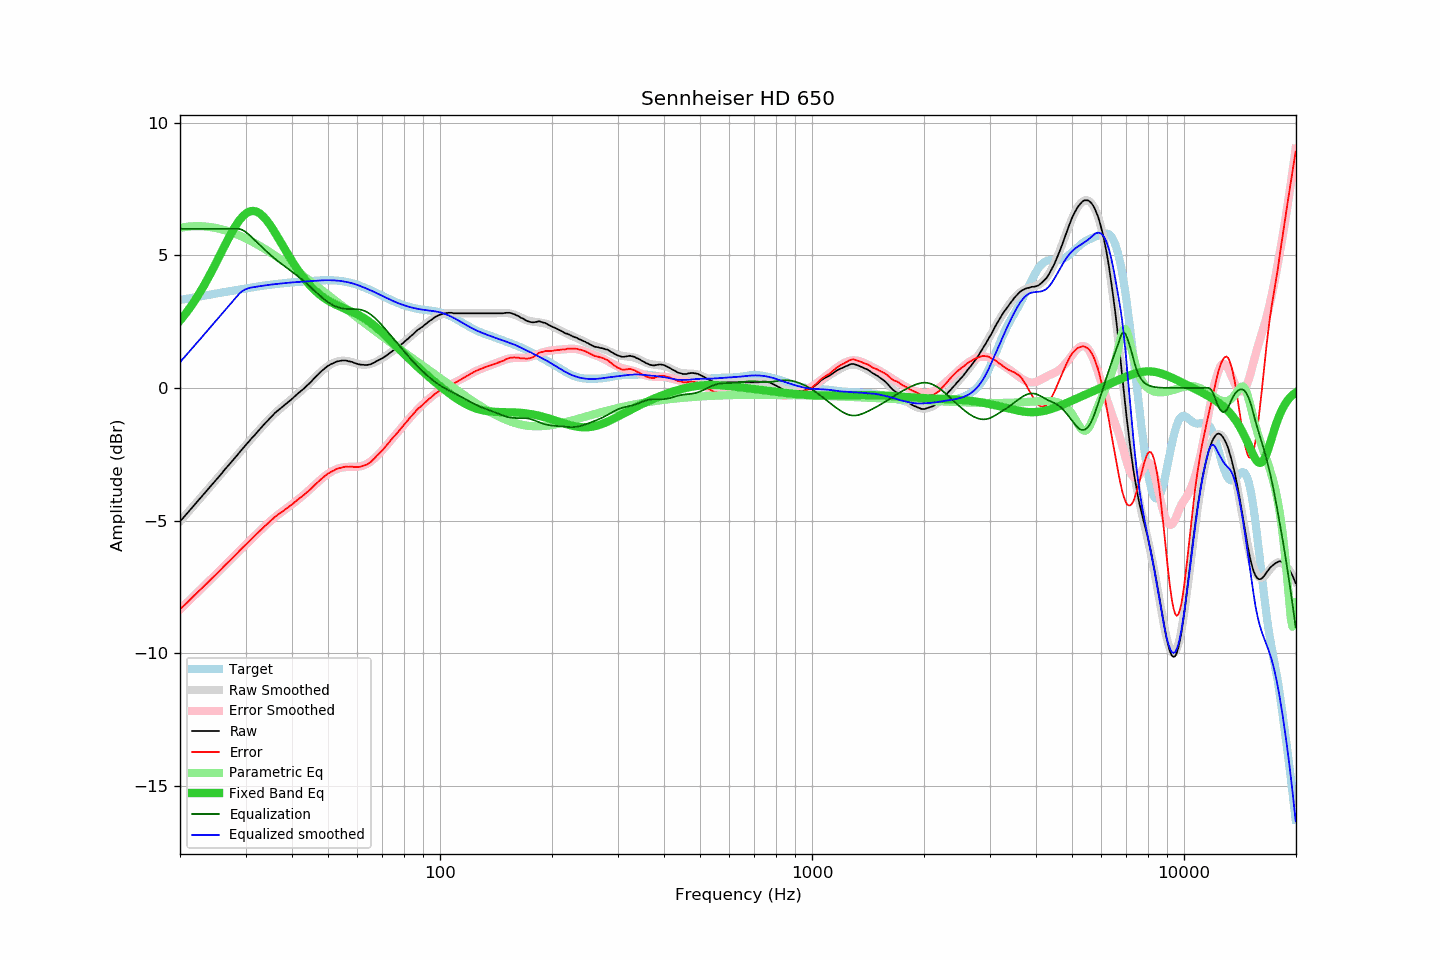 Sennheiser HD 650
10
5
0
−5
−10
−15
Amplitude (dBr)
Target
Raw Smoothed
Error Smoothed
Raw
Error
Parametric Eq
Fixed Band Eq
Equalization
Equalized smoothed
100
1000
10000
Frequency (Hz)